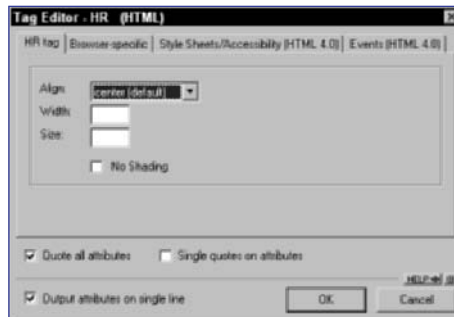 Tag Editor - HR (HTML)
HR tag Browser-specific Style Sheets/Accessibility (HTML 4.0) Events (HTML 4.0)
Align: center (default)
Width:
Size:
No Shading
Quote all attributes Single quotes on attributes
HELP
Output attributes on single line OK Cancel